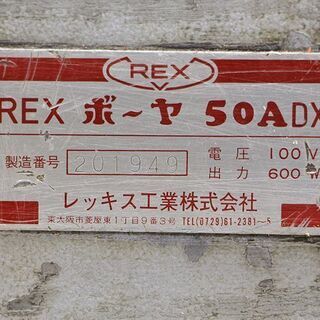 REX
REX ボーヤ 50ADX
製造番号 201949 電圧 100V
出力 600W
レッキス工業株式会社
東大阪市菱屋東1丁目9番3号 TEL(0729)61-2381〜5